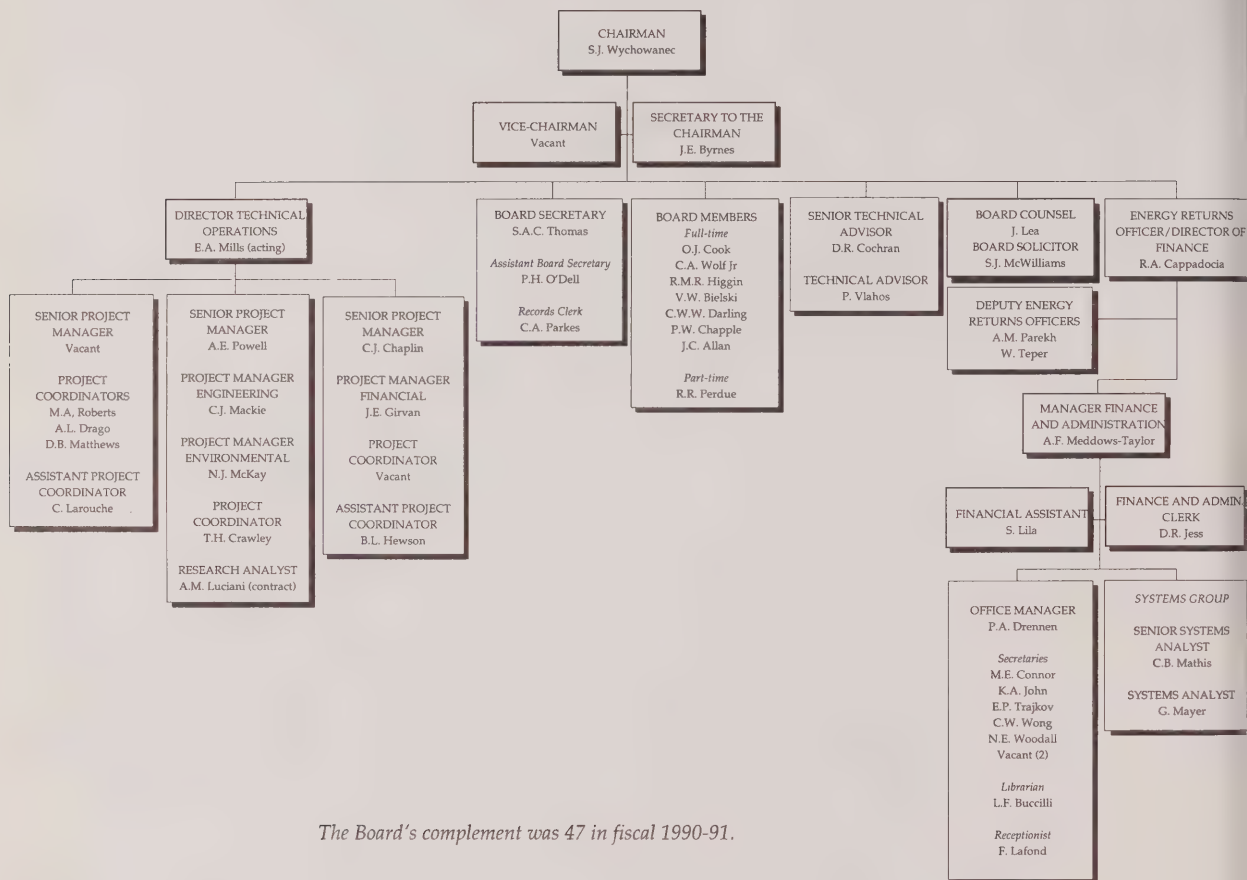 CHAIRMAN
S.J. Wychowanec
VICE-CHAIRMAN
Vacant
SECRETARY TO THE
CHAIRMAN
J.E. Byrnes
DIRECTOR TECHNICAL
OPERATIONS
E.A. Mills (acting)
SENIOR PROJECT
MANAGER
Vacant
PROJECT
COORDINATORS
M.A, Roberts
A.L. Drago
D.B. Matthews
ASSISTANT PROJECT
COORDINATOR
C. Larouche
SENIOR PROJECT
MANAGER
A.E. Powell
PROJECT MANAGER
ENGINEERING
C.J. Mackie
PROJECT MANAGER
ENVIRONMENTAL
N.J. McKay
PROJECT
COORDINATOR
T.H. Crawley
RESEARCH ANALYST
A.M. Luciani (contract)
SENIOR PROJECT
MANAGER
C.J. Chaplin
PROJECT MANAGER
FINANCIAL
J.E. Girvan
PROJECT
COORDINATOR
Vacant
ASSISTANT PROJECT
COORDINATOR
B.L. Hewson
BOARD SECRETARY
S.A.C. Thomas
Assistant Board Secretary
P.H. O'Dell
Records Clerk
C.A. Parkes
BOARD MEMBERS
Full-time
O.J. Cook
C.A. Wolf Jr
R.M.R. Higgin
V.W. Bielski
C.W.W. Darling
P.W. Chapple
J.C. Allan
Part-time
R.R. Perdue
SENIOR TECHNICAL
ADVISOR
D.R. Cochran
TECHNICAL ADVISOR
P. Vlahos
BOARD COUNSEL
J. Lea
BOARD SOLICITOR
S.J. McWilliams
ENERGY RETURNS
OFFICER/DIRECTOR OF
FINANCE
R.A. Cappadocia
DEPUTY ENERGY
RETURNS OFFICERS
A.M. Parekh
W. Teper
MANAGER FINANCE
AND ADMINISTRATION
A.F. Meddows-Taylor
FINANCIAL ASSISTANT
S. Lila
FINANCE AND ADMIN.
CLERK
D.R. Jess
OFFICE MANAGER
P.A. Drennen
Secretaries
M.E. Connor
K.A. John
E.P. Trajkov
C.W. Wong
N.E. Woodall
Vacant (2)
Librarian
L.F. Buccilli
Receptionist
F. Lafond
SYSTEMS GROUP
SENIOR SYSTEMS
ANALYST
C.B. Mathis
SYSTEMS ANALYST
G. Mayer
The Board's complement was 47 in fiscal 1990-91.